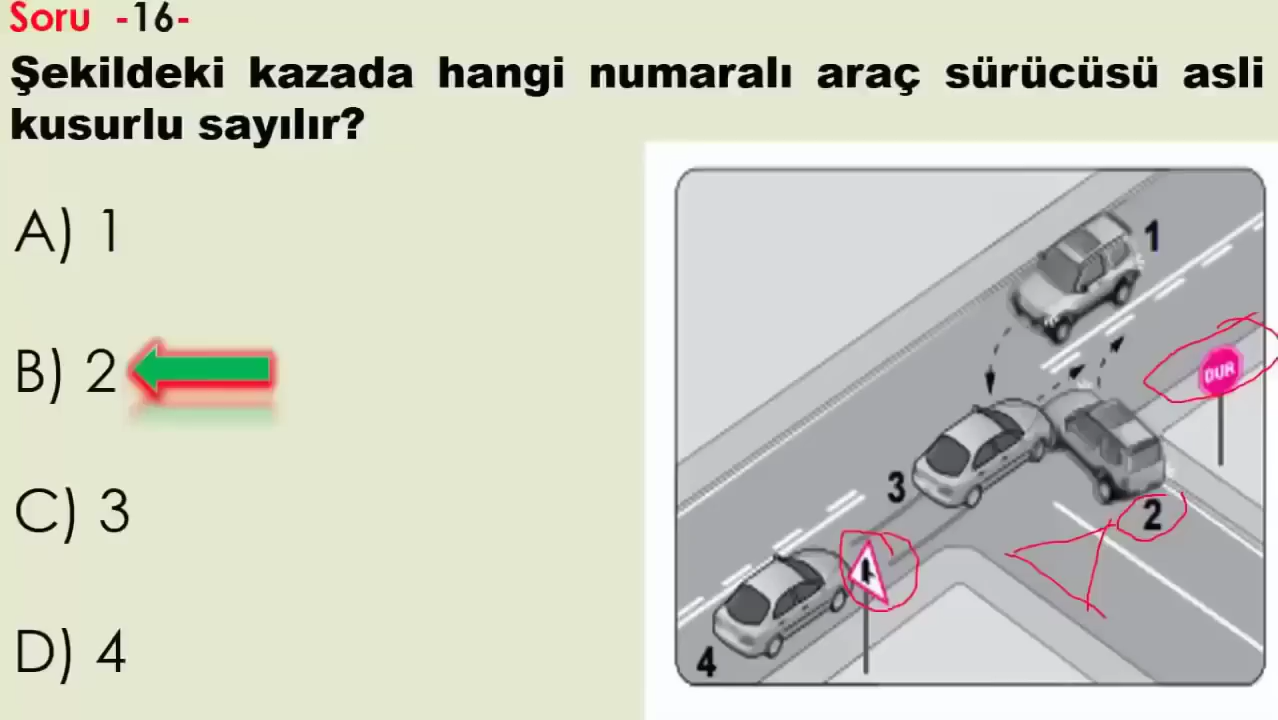 Soru -16-
Şekildeki kazada hangi numaralı araç sürücüsü asli
kusurlu sayılır?
A) 1
B) 2
C) 3
D) 4
1
DUR
3
2
4